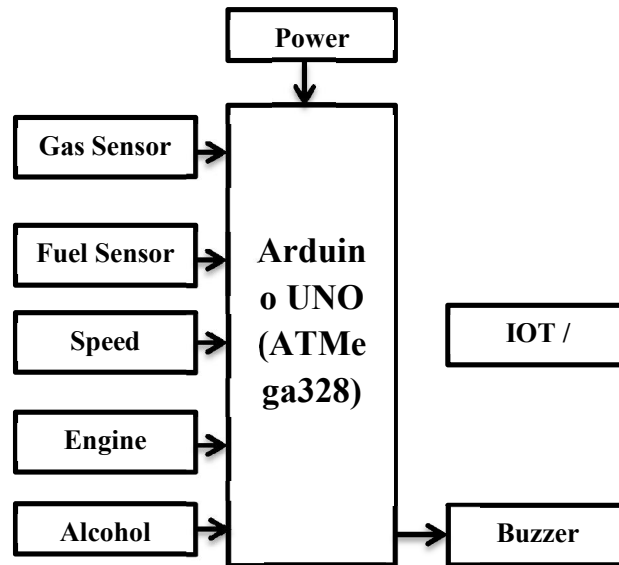 Power
Gas Sensor
Fuel Sensor
Speed
Engine
Alcohol
Arduin
o UNO
(ATMe
ga328)
IOT /
Buzzer